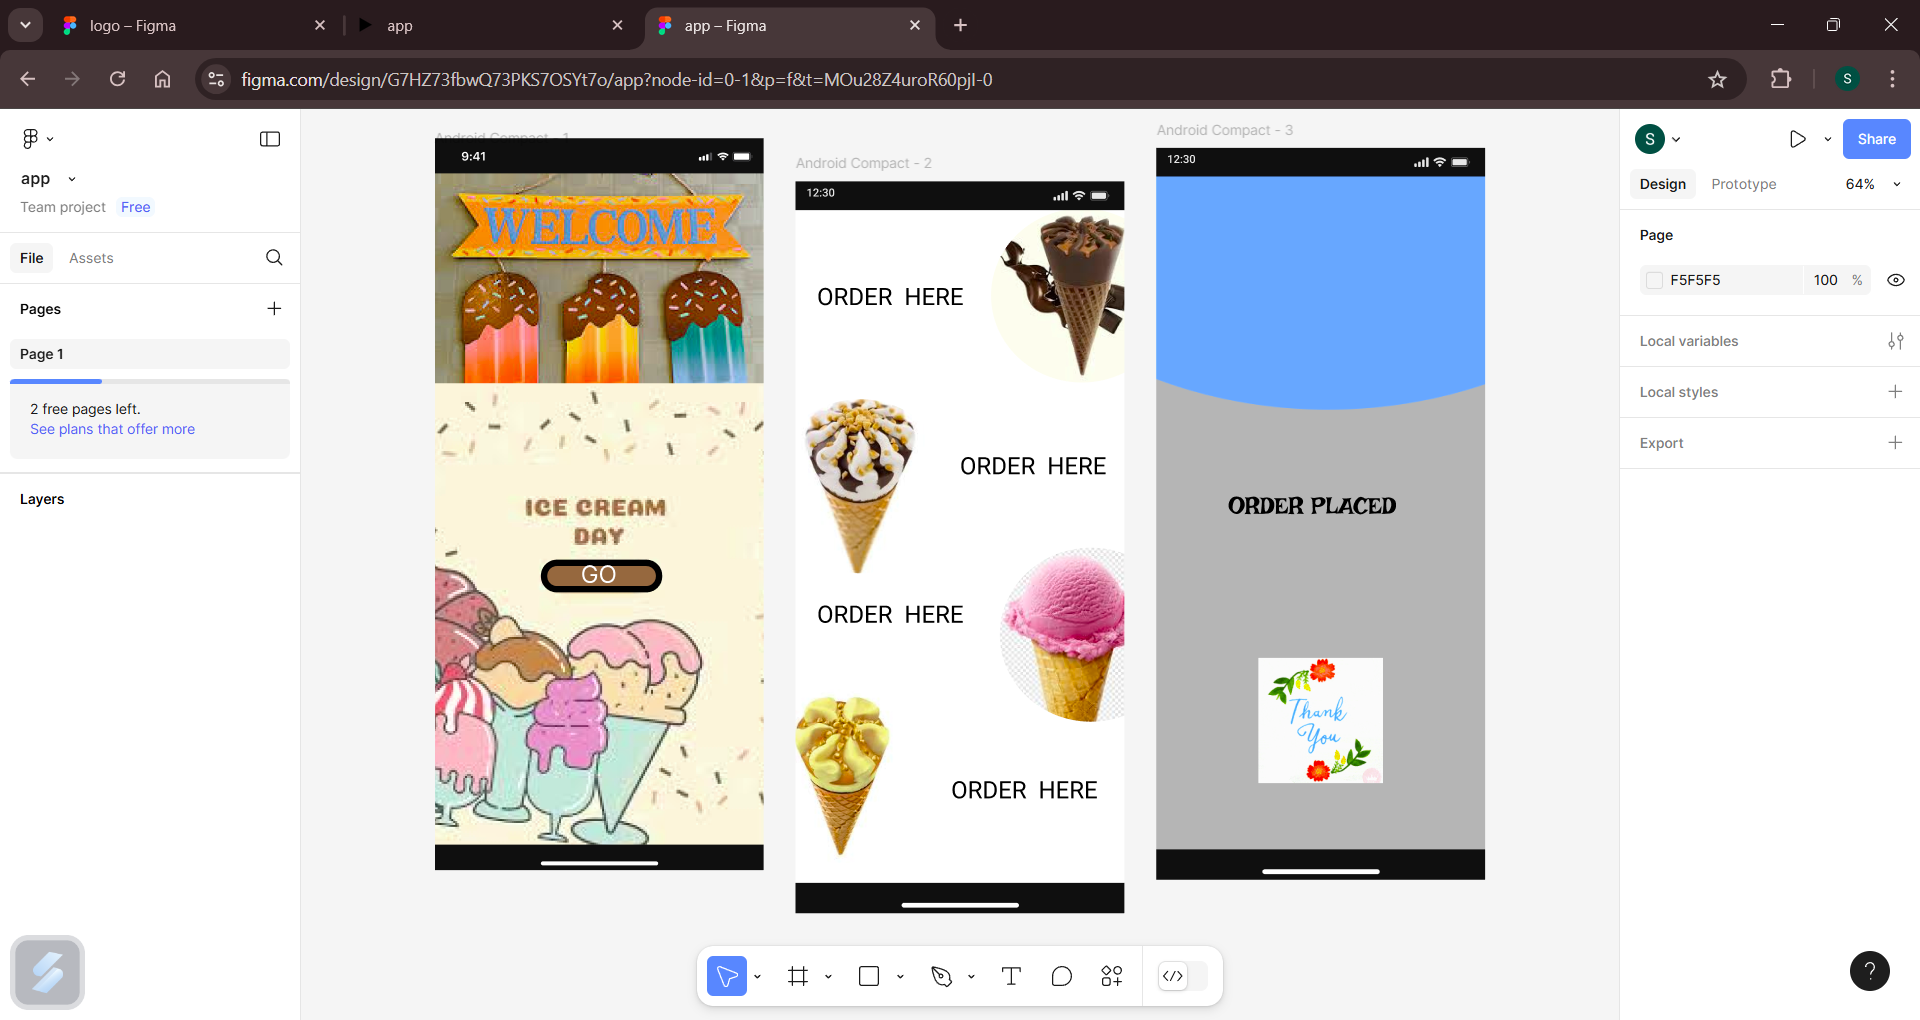 logo – Figma
app
app – Figma
figma.com/design/G7HZ73fbwQ73PKS7OSYt7o/app?node-id=0-1&p=f&t=MOu28Z4uroR60pjI-0
S
app
Team project Free
File Assets
Pages
Page 1
2 free pages left.
See plans that offer more
Layers
Android Compact - 1
9:41
WELCOME
ICE CREAM
DAY
GO
Android Compact - 2
12:30
ORDER HERE
ORDER HERE
ORDER HERE
ORDER HERE
Android Compact - 3
12:30
ORDER PLACED
Thank
You
S
Share
Design Prototype 64%
Page
F5F5F5 100 %
Local variables
Local styles
Export
?